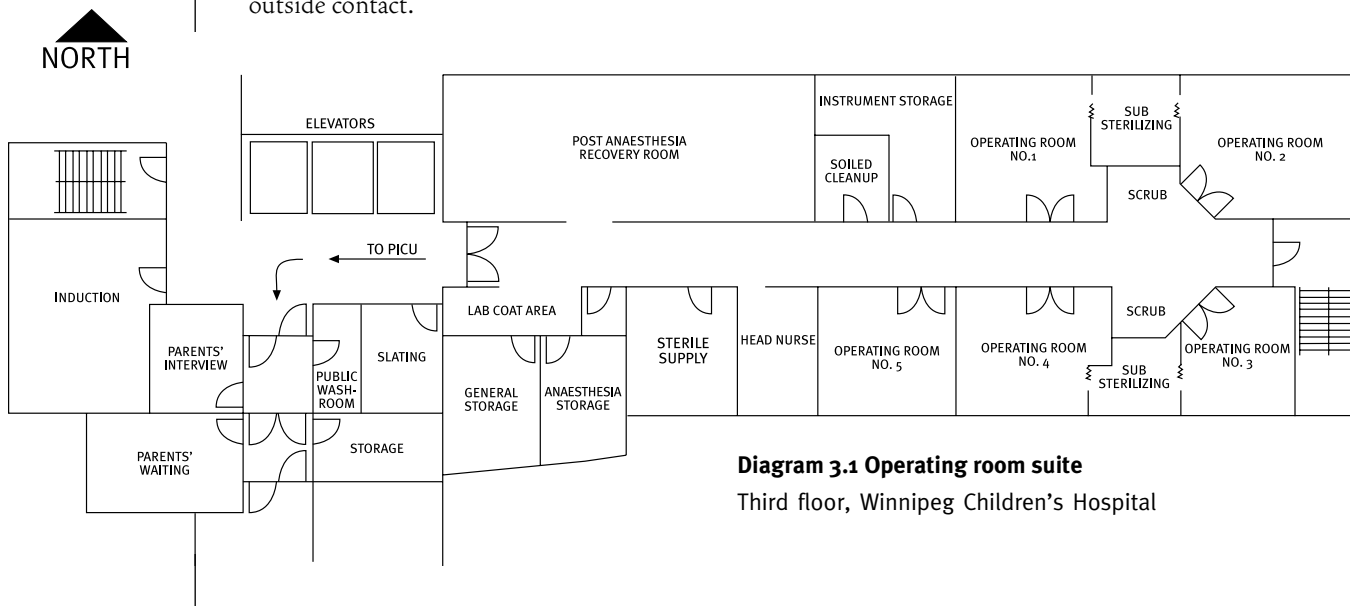 outside contact.
NORTH
ELEVATORS
POST ANAESTHESIA
RECOVERY ROOM
INSTRUMENT STORAGE
SOILED
CLEANUP
OPERATING ROOM
NO.1
SUB
STERILIZING
OPERATING ROOM
NO. 2
SCRUB
TO PICU
INDUCTION
PARENTS'
INTERVIEW
PUBLIC
WASH-
ROOM
SLATING
LAB COAT AREA
GENERAL
STORAGE
ANAESTHESIA
STORAGE
STERILE
SUPPLY
HEAD NURSE
OPERATING ROOM
NO. 5
OPERATING ROOM
NO. 4
SCRUB
SUB
STERILIZING
OPERATING ROOM
NO. 3
PARENTS'
WAITING
STORAGE
Diagram 3.1 Operating room suite
Third floor, Winnipeg Children's Hospital